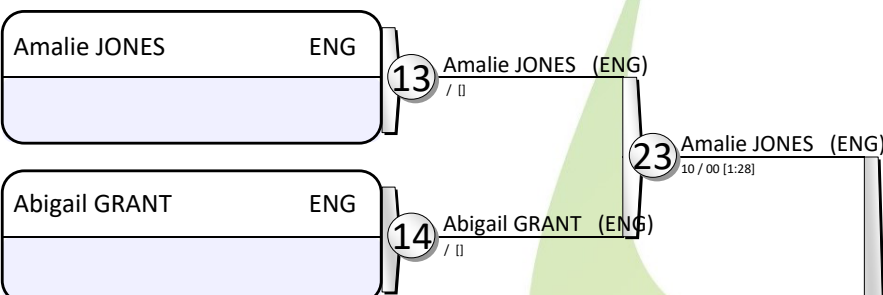 Amalie JONES ENG
13
Amalie JONES (ENG)
/ []
23
Amalie JONES (ENG)
10 / 00 [1:28]
Abigail GRANT ENG
14
Abigail GRANT (ENG)
/ []